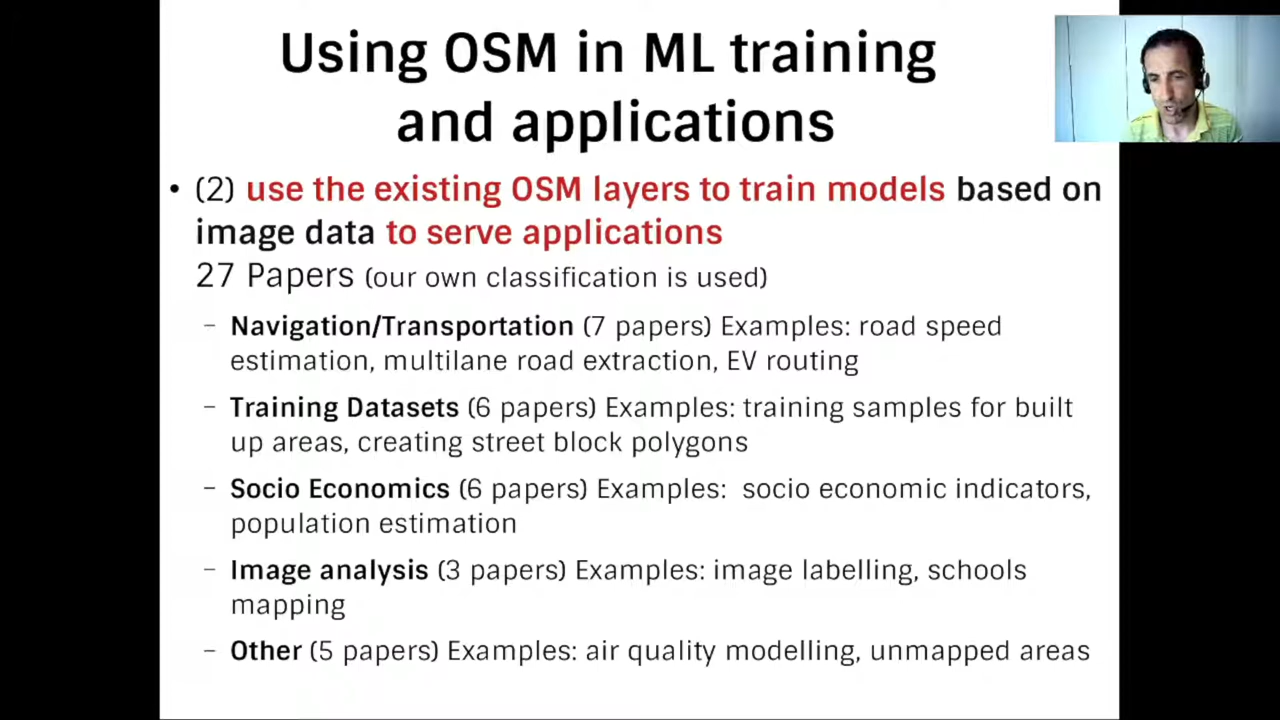 Using OSM in ML training
and applications
• (2) use the existing OSM layers to train models based on
image data to serve applications
27 Papers (our own classification is used)
– Navigation/Transportation (7 papers) Examples: road speed
estimation, multilane road extraction, EV routing
– Training Datasets (6 papers) Examples: training samples for built
up areas, creating street block polygons
– Socio Economics (6 papers) Examples:  socio economic indicators,
population estimation
– Image analysis (3 papers) Examples: image labelling, schools
mapping
– Other (5 papers) Examples: air quality modelling, unmapped areas